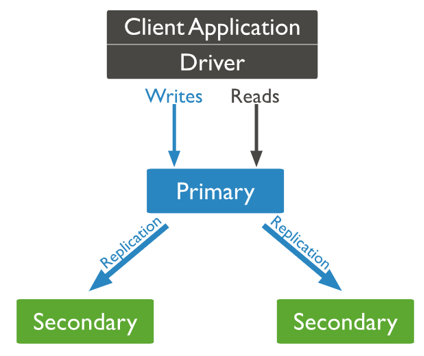 Client Application
Driver
Writes Reads
Primary
Replication Replication
Secondary Secondary